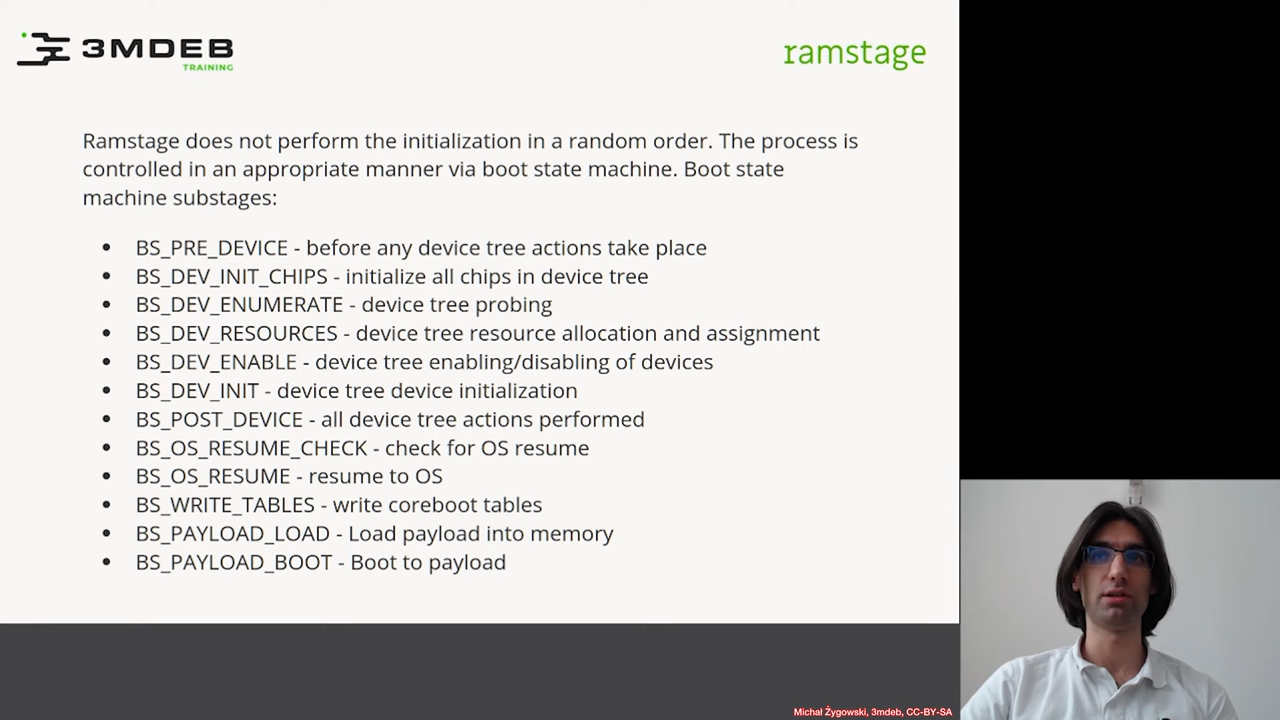 3MDEB
TRAINING
ramstage
Ramstage does not perform the initialization in a random order. The process is
controlled in an appropriate manner via boot state machine. Boot state
machine substages:
• BS_PRE_DEVICE - before any device tree actions take place
• BS_DEV_INIT_CHIPS - initialize all chips in device tree
• BS_DEV_ENUMERATE - device tree probing
• BS_DEV_RESOURCES - device tree resource allocation and assignment
• BS_DEV_ENABLE - device tree enabling/disabling of devices
• BS_DEV_INIT - device tree device initialization
• BS_POST_DEVICE - all device tree actions performed
• BS_OS_RESUME_CHECK - check for OS resume
• BS_OS_RESUME - resume to OS
• BS_WRITE_TABLES - write coreboot tables
• BS_PAYLOAD_LOAD - Load payload into memory
• BS_PAYLOAD_BOOT - Boot to payload
Michał Żygowski, 3mdeb, CC-BY-SA